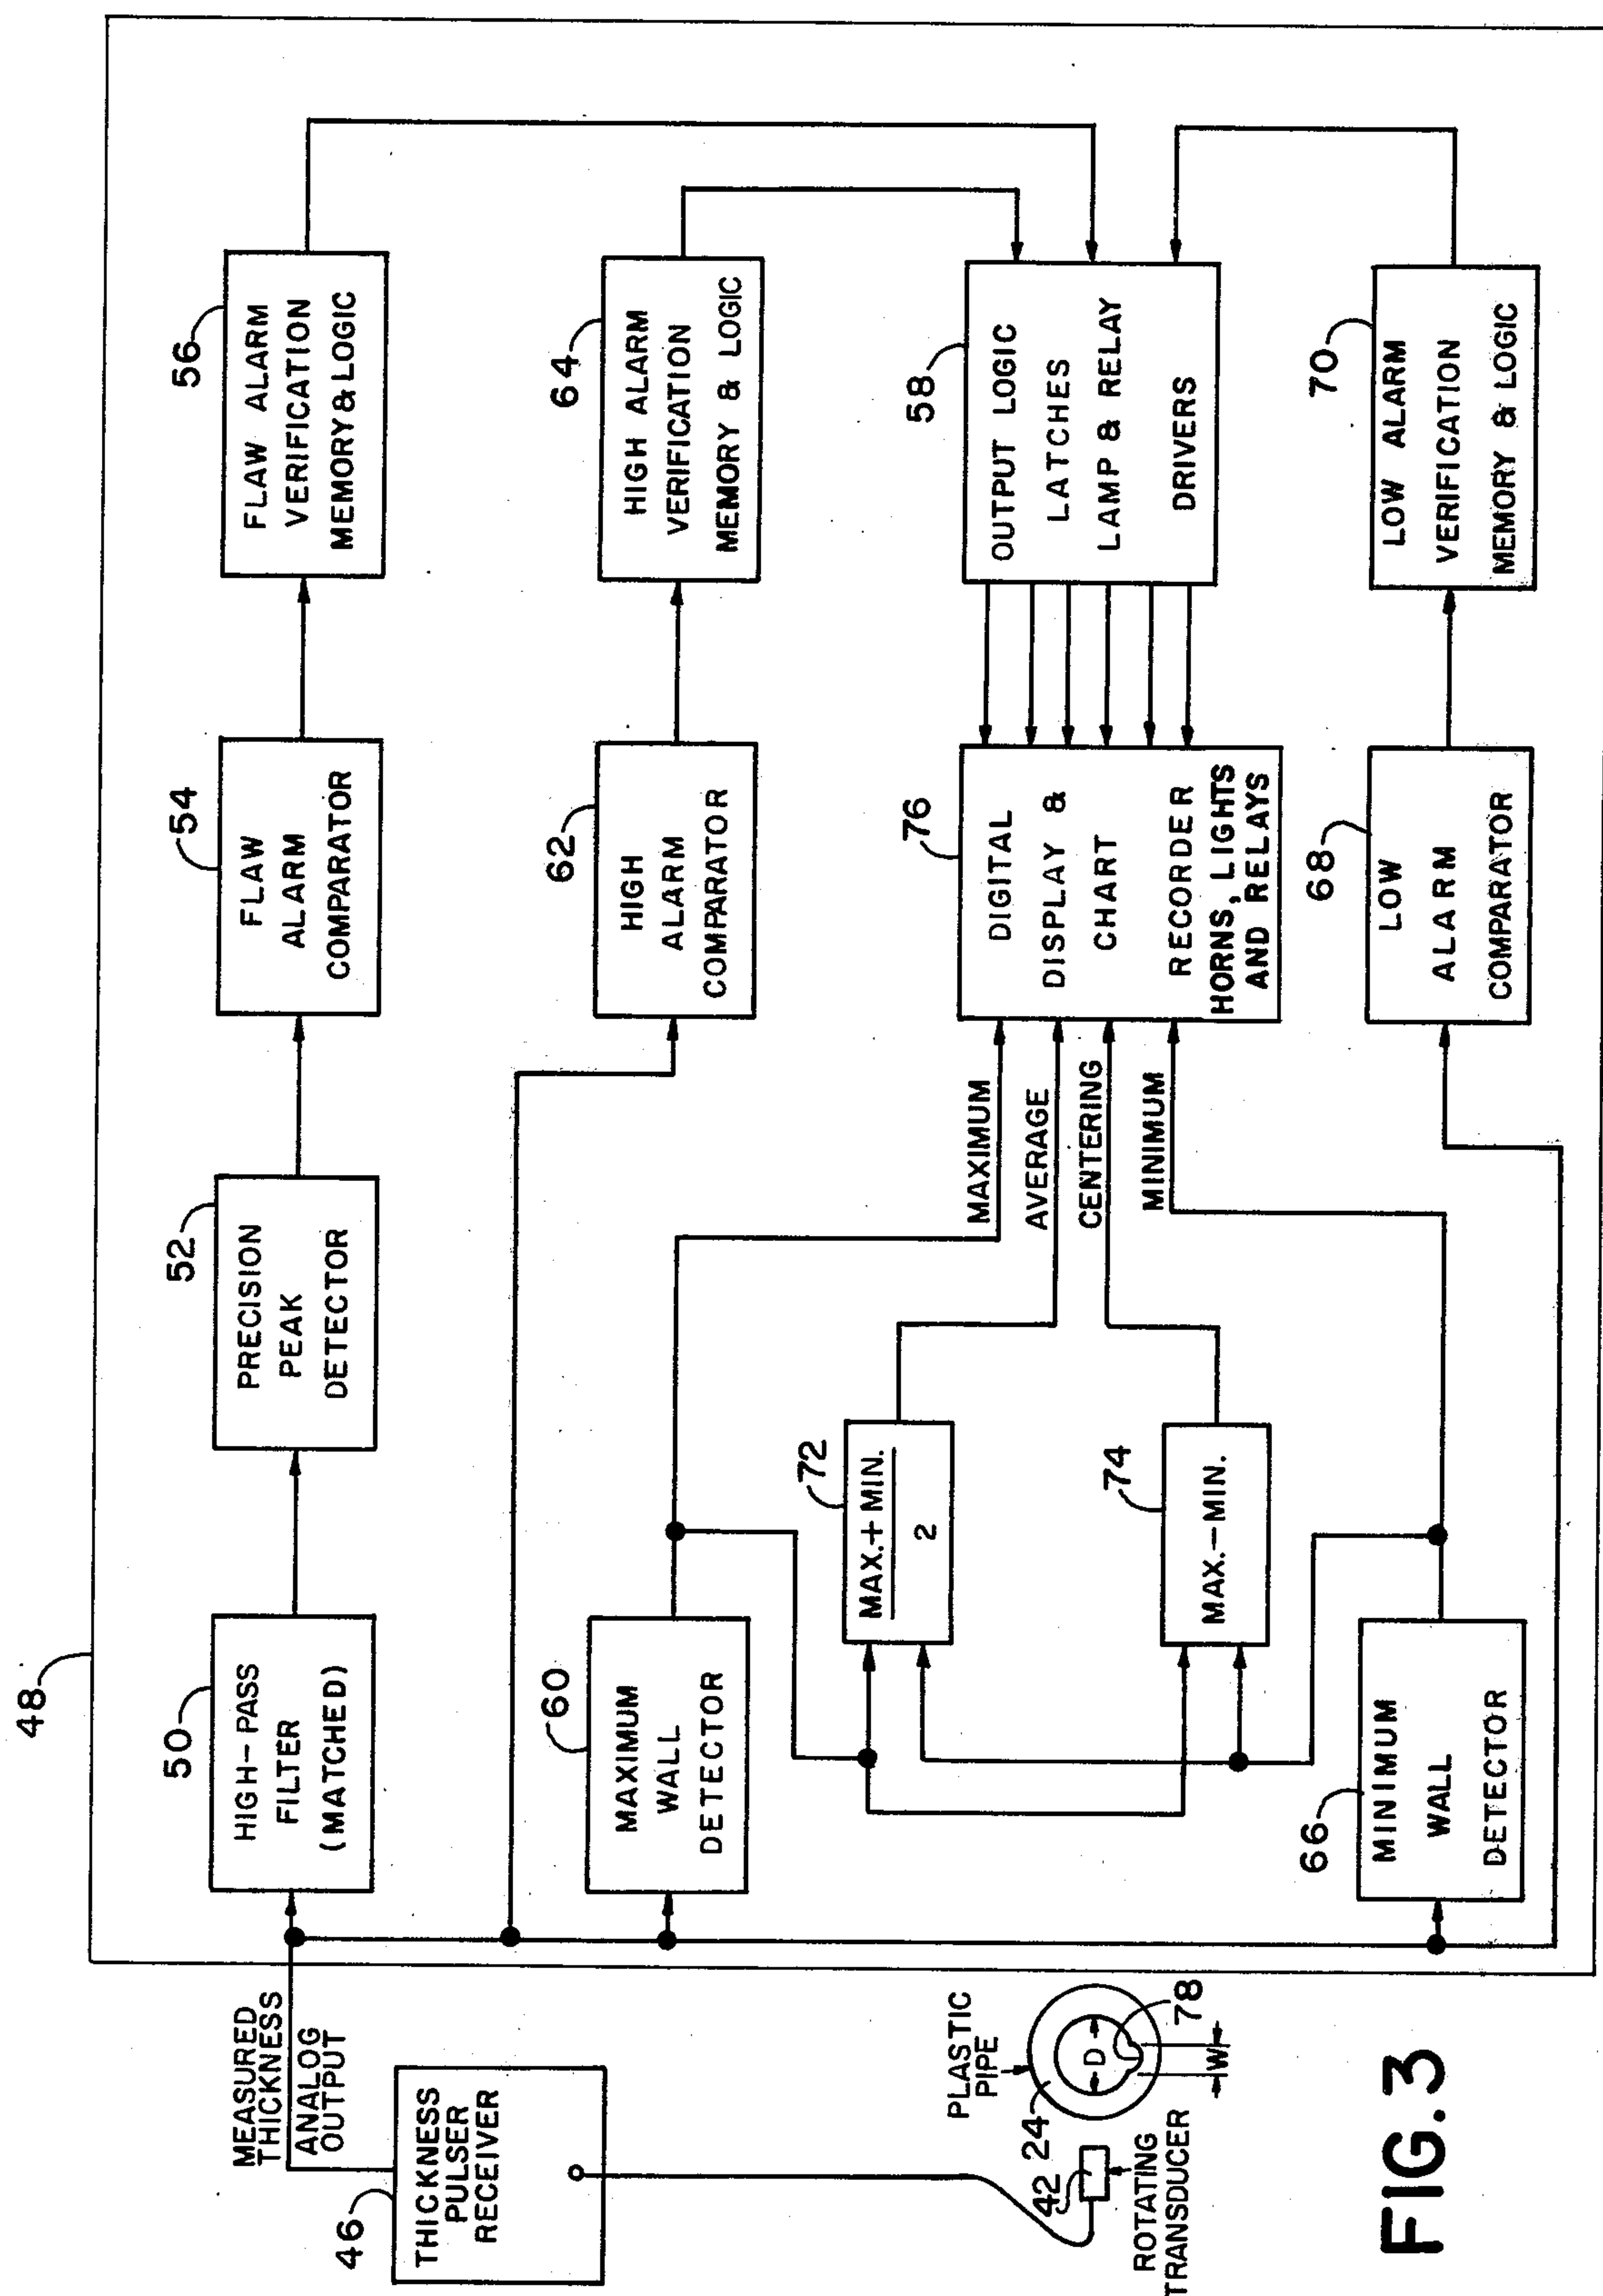 48
MEASURED
THICKNESS
ANALOG
OUTPUT
46
THICKNESS
PULSER
RECEIVER
42
ROTATING
TRANSDUCER
24
PLASTIC
PIPE
D
W
78
50
HIGH-PASS
FILTER
(MATCHED)
52
PRECISION
PEAK
DETECTOR
54
FLAW
ALARM
COMPARATOR
56
FLAW ALARM
VERIFICATION
MEMORY & LOGIC
60
MAXIMUM
WALL
DETECTOR
62
HIGH
ALARM
COMPARATOR
64
HIGH ALARM
VERIFICATION
MEMORY & LOGIC
72
MAX.+ MIN.
2
74
MAX.-MIN.
MAXIMUM
AVERAGE
CENTERING
MINIMUM
76
DIGITAL
DISPLAY &
CHART
RECORDER
HORNS, LIGHTS
AND RELAYS
58
OUTPUT LOGIC
LATCHES
LAMP & RELAY
DRIVERS
66
MINIMUM
WALL
DETECTOR
68
LOW
ALARM
COMPARATOR
70
LOW ALARM
VERIFICATION
MEMORY & LOGIC
FIG.3